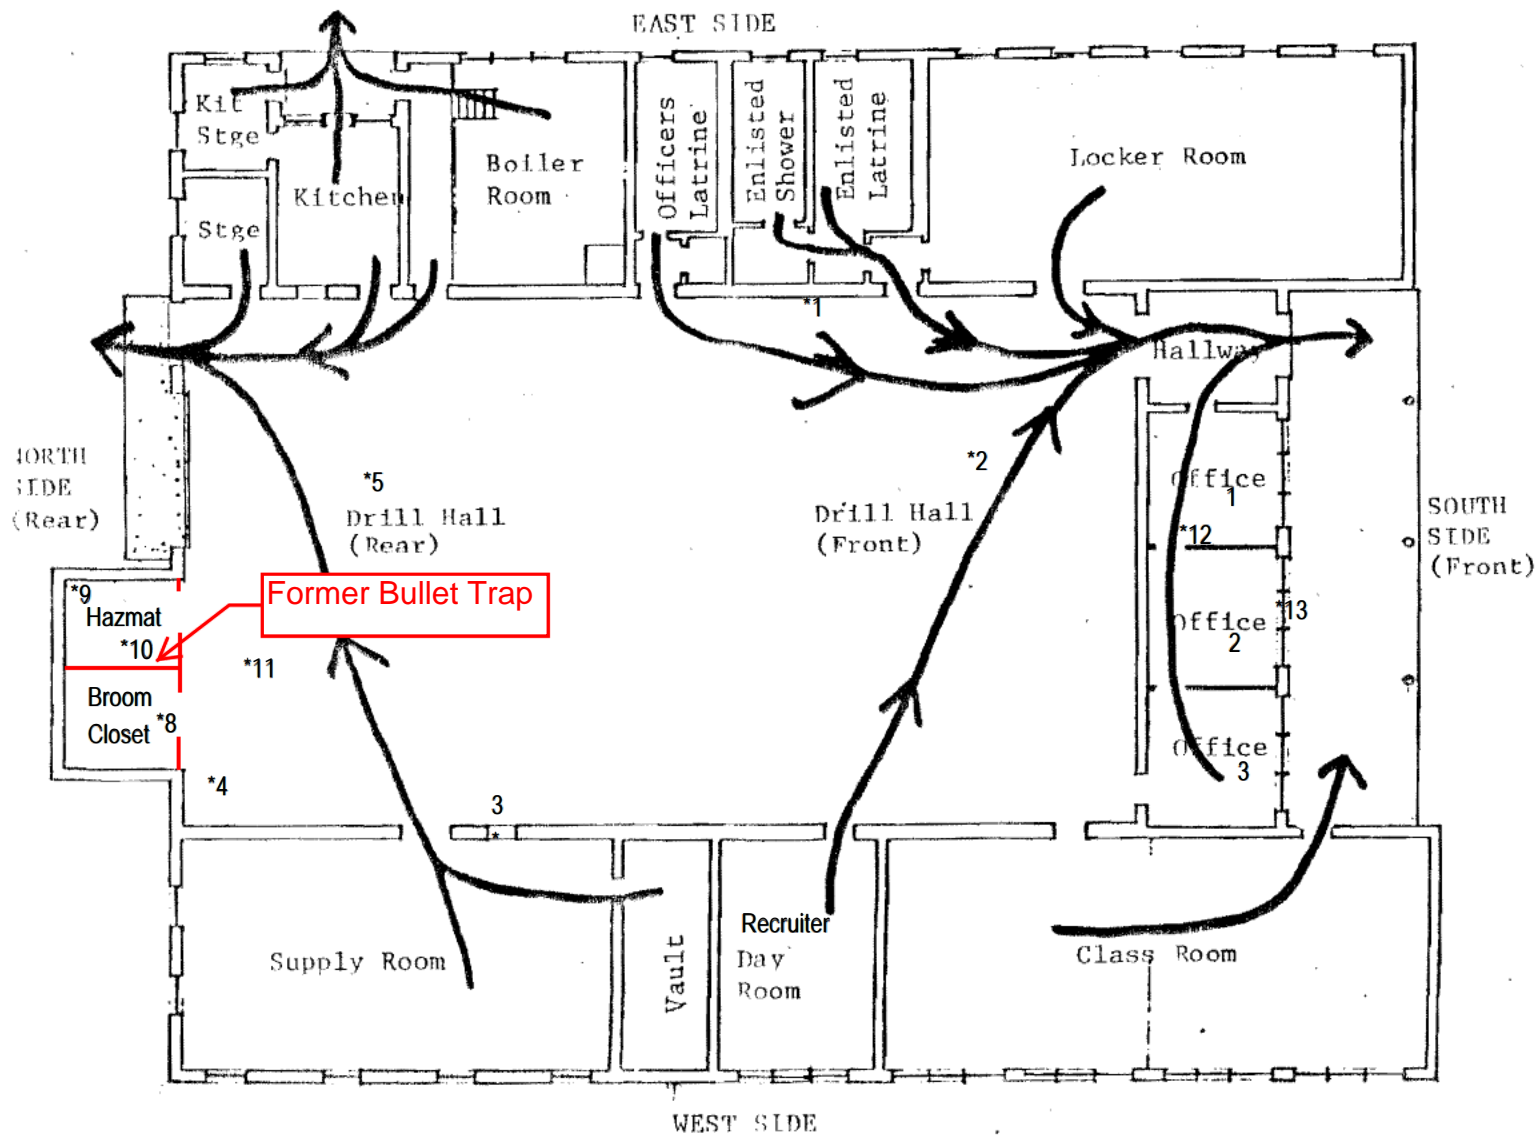 EAST SIDE
Kit
Stge
Kitchen
Stge
Boiler
Room
Officers
Latrine
Enlisted
Shower
Enlisted
Latrine
Locker Room
*1
Hallway
NORTH
SIDE
(Rear)
*5
Drill Hall
(Rear)
*2
Drill Hall
(Front)
Office
1
*12
Office
2
*13
Office
3
SOUTH
SIDE
(Front)
*9
Hazmat
*10
Former Bullet Trap
*11
Broom
Closet
*8
*4
3
*
Supply Room
Vault
Recruiter
Day
Room
Class Room
WEST SIDE